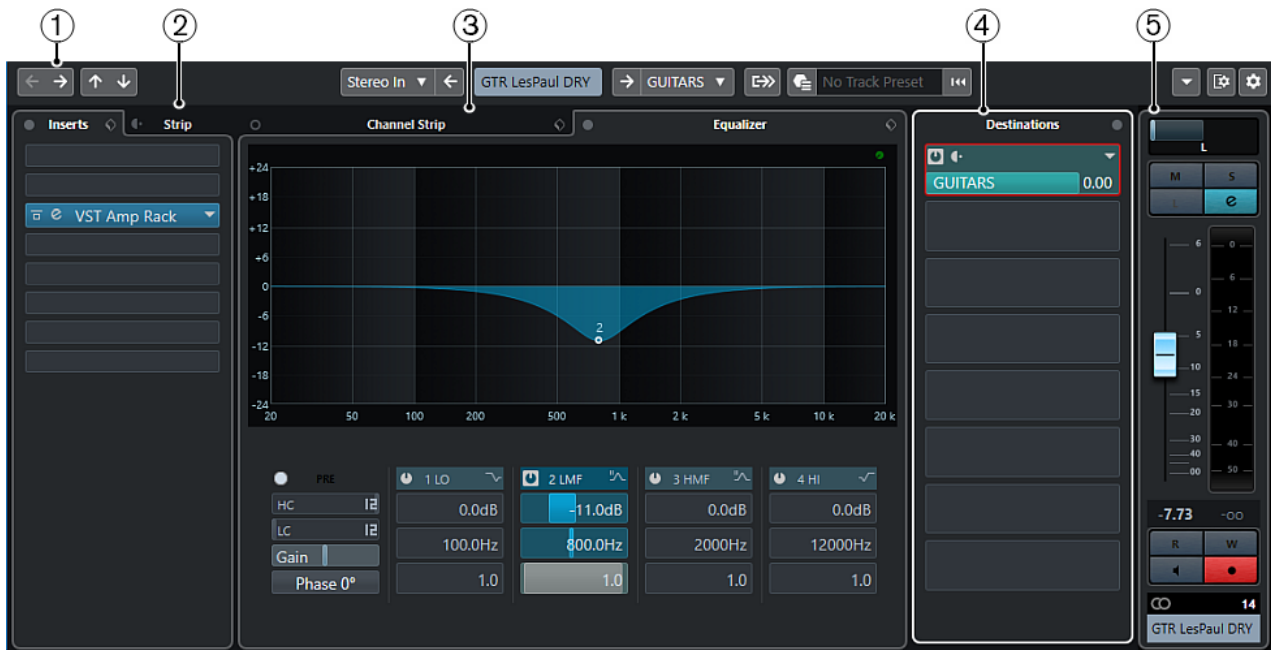 1 2 3 4 5
Stereo In GTR LesPaul DRY GUITARS No Track Preset
Inserts Strip Channel Strip Equalizer Destinations
L
M S
L e
VST Amp Rack
+24
+18
+12
+6
0
-6
-12
-18
-24
2
20 50 100 200 500 1 k 2 k 5 k 10 k 20 k
PRE 1 LO 2 LMF 3 HMF 4 HI
HC 12 0.0dB -11.0dB 0.0dB 0.0dB
LC 12 100.0Hz 800.0Hz 2000Hz 12000Hz
Gain
Phase 0° 1.0 1.0 1.0 1.0
GUITARS 0.00
6 0
0 6
12
5 18
10 24
15
20 30
30 40
40
00 50
-7.73 -oo
R W
14
GTR LesPaul DRY